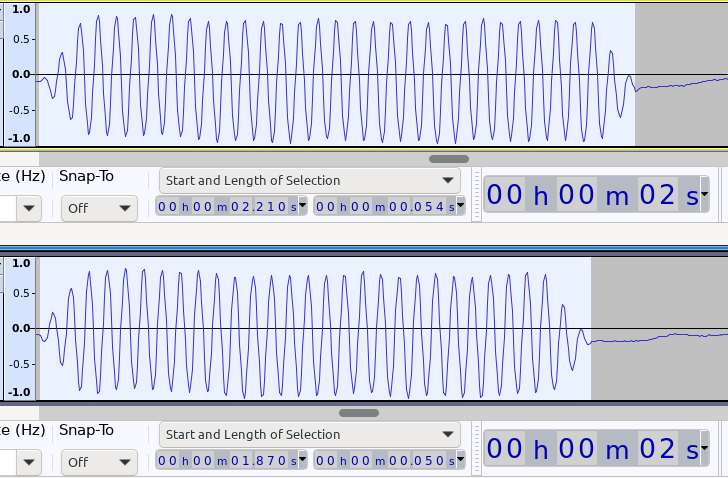 1.0
0.5
0.0
-0.5
-1.0
te (Hz) Snap-To
Start and Length of Selection
Off
00 h 00 m 02.210 s 00 h 00 m 00.054 s
00 h 00 m 02 s
1.0
0.5
0.0
-0.5
-1.0
te (Hz) Snap-To
Start and Length of Selection
Off
00 h 00 m 01.870 s 00 h 00 m 00.050 s
00 h 00 m 02 s